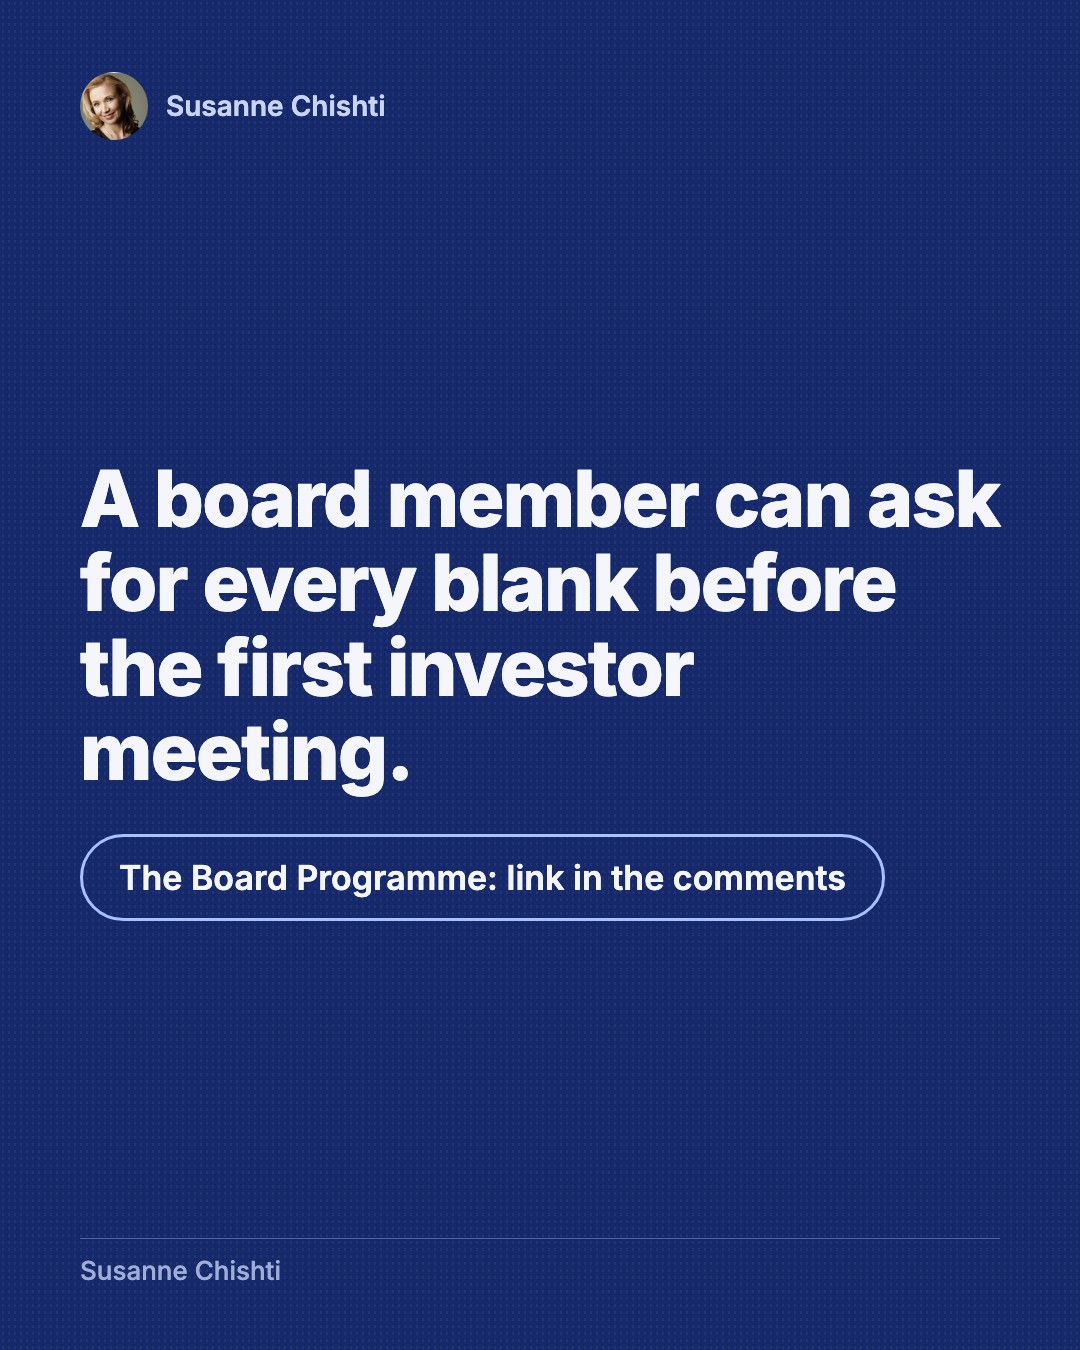 Susanne Chishti
A board member can ask
for every blank before
the first investor
meeting.
The Board Programme: link in the comments
Susanne Chishti